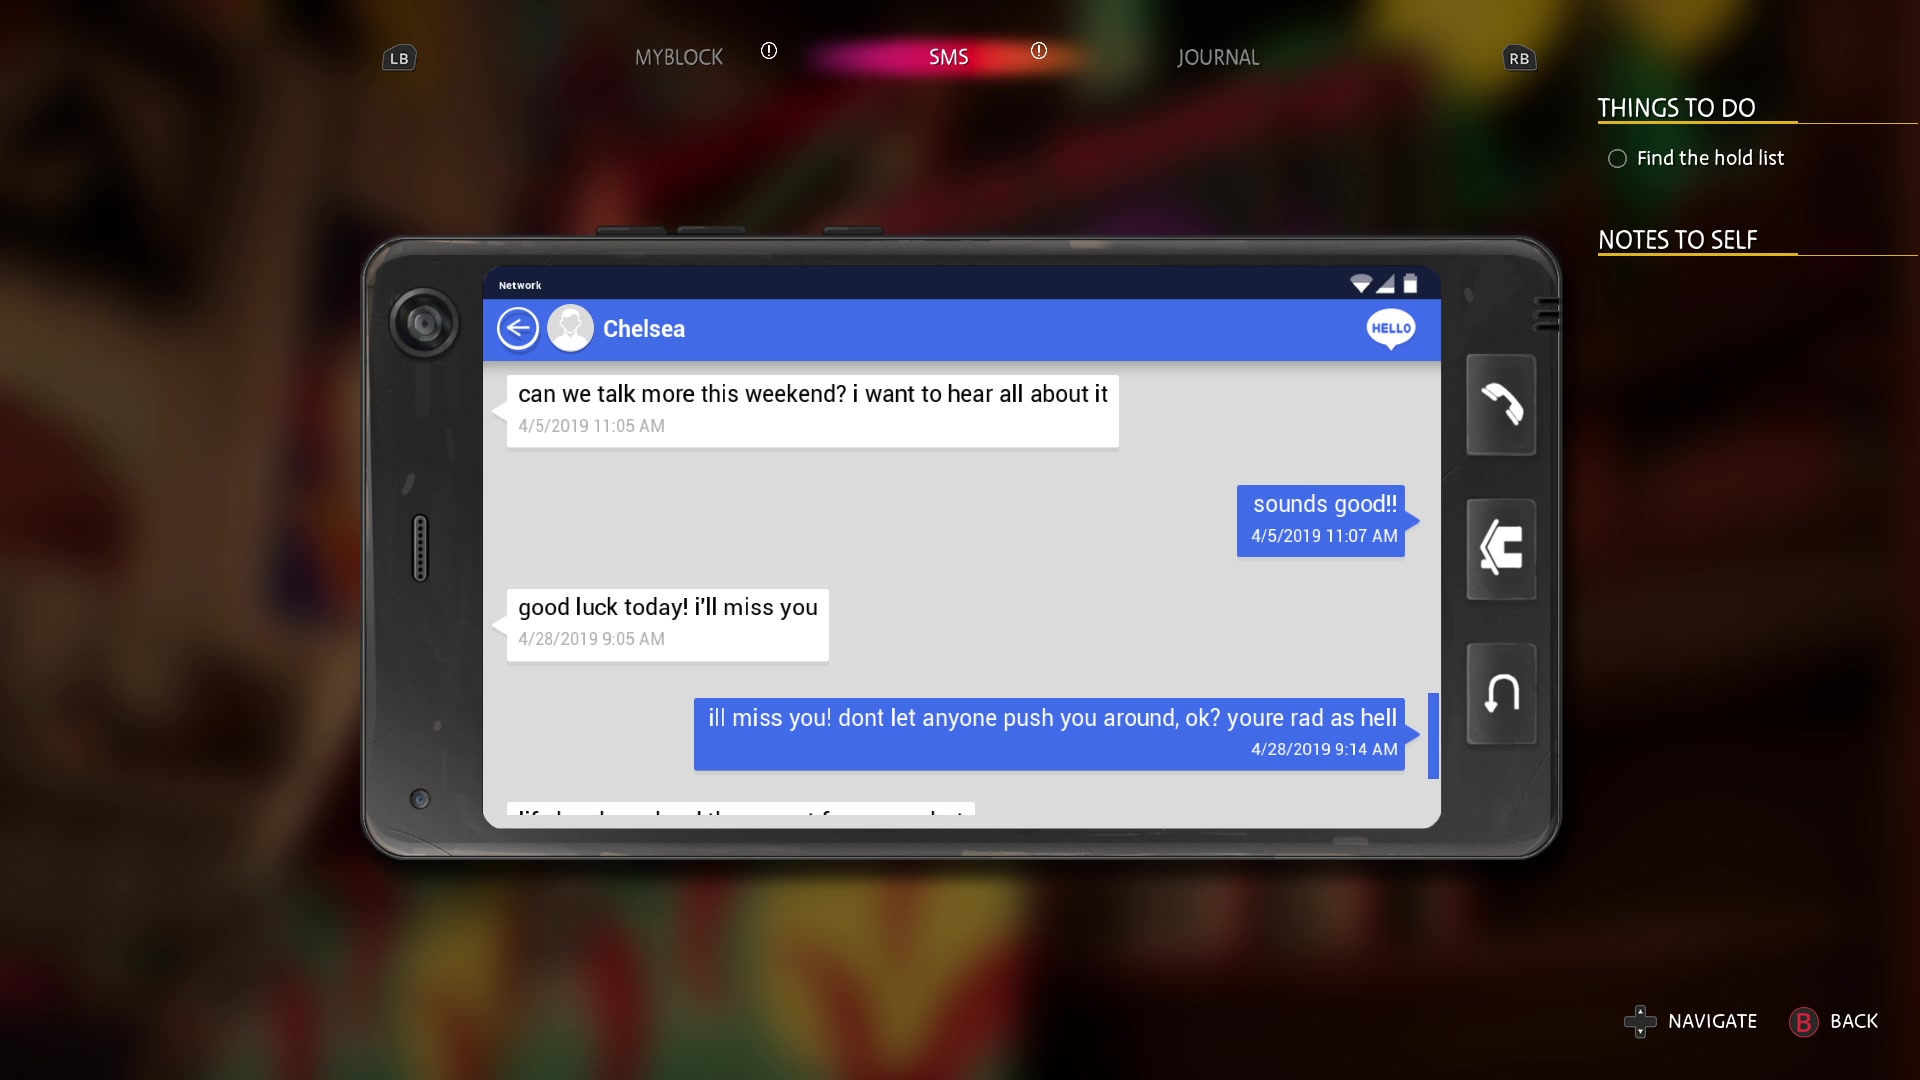 LB
MYBLOCK
SMS
JOURNAL
RB
THINGS TO DO
Find the hold list
NOTES TO SELF
Network
Chelsea
HELLO
can we talk more this weekend? i want to hear all about it
4/5/2019 11:05 AM
sounds good!!
4/5/2019 11:07 AM
good luck today! i'll miss you
4/28/2019 9:05 AM
ill miss you! dont let anyone push you around, ok? youre rad as hell
4/28/2019 9:14 AM
NAVIGATE
B BACK